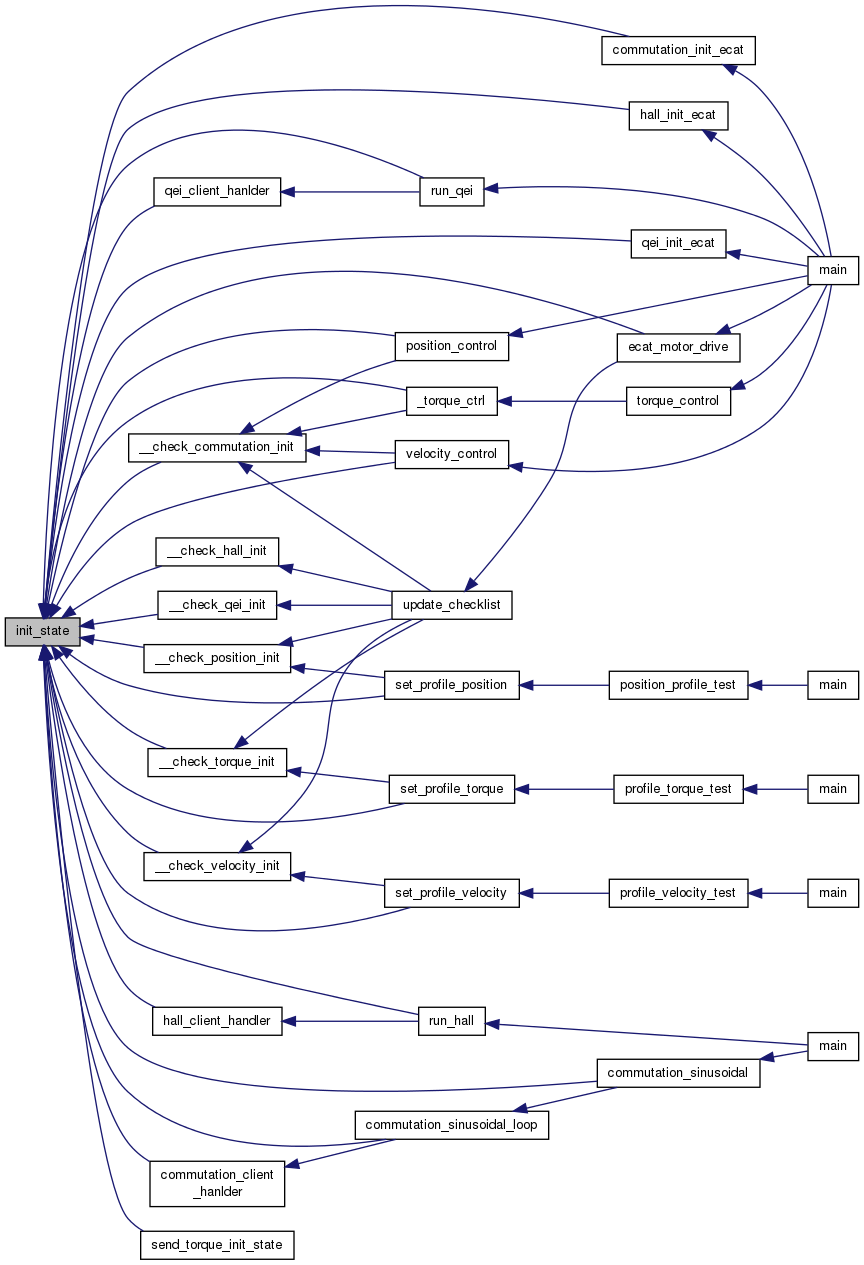 commutation_init_ecat
hall_init_ecat
qei_client_hanlder
run_qei
qei_init_ecat
main
position_control
ecat_motor_drive
_torque_ctrl
torque_control
__check_commutation_init
velocity_control
__check_hall_init
__check_qei_init
update_checklist
init_state
__check_position_init
set_profile_position
position_profile_test
main
__check_torque_init
set_profile_torque
profile_torque_test
main
__check_velocity_init
set_profile_velocity
profile_velocity_test
main
hall_client_handler
run_hall
main
commutation_sinusoidal
commutation_sinusoidal_loop
commutation_client
_hanlder
send_torque_init_state